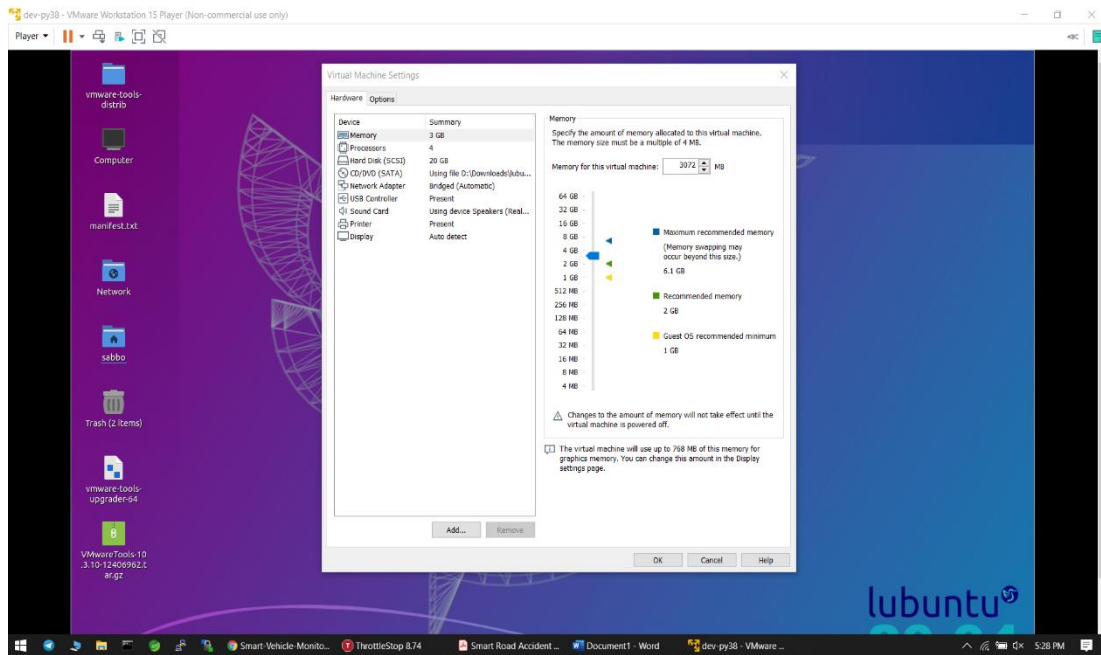 dev-py38 - VMware Workstation 15 Player (Non-commercial use only)
Player
vmware-tools-
distrib
Computer
manifest.txt
Network
sabbo
Trash (2 items)
vmware-tools-
upgrader-64
VMwareTools-10
.3.10-12406962.t
ar.gz
Virtual Machine Settings
Hardware Options
Device Summary
Memory 3 GB
Processors 4
Hard Disk (SCSI) 20 GB
CD/DVD (SATA) Using file D:\Downloads\lubu...
Network Adapter Bridged (Automatic)
USB Controller Present
Sound Card Using device Speakers (Real...
Printer Present
Display Auto detect
Add... Remove
Memory
Specify the amount of memory allocated to this virtual machine.
The memory size must be a multiple of 4 MB.
Memory for this virtual machine: 3072 MB
64 GB
32 GB
16 GB
8 GB
4 GB
2 GB
1 GB
512 MB
256 MB
128 MB
64 MB
32 MB
16 MB
8 MB
4 MB
Maximum recommended memory
(Memory swapping may
occur beyond this size.)
6.1 GB
Recommended memory
2 GB
Guest OS recommended minimum
1 GB
Changes to the amount of memory will not take effect until the
virtual machine is powered off.
The virtual machine will use up to 768 MB of this memory for
graphics memory. You can change this amount in the Display
settings page.
OK Cancel Help
lubuntu
Smart-Vehicle-Monito... ThrottleStop 8.74 Smart Road Accident ... Document1 - Word dev-py38 - VMware ... 5:28 PM